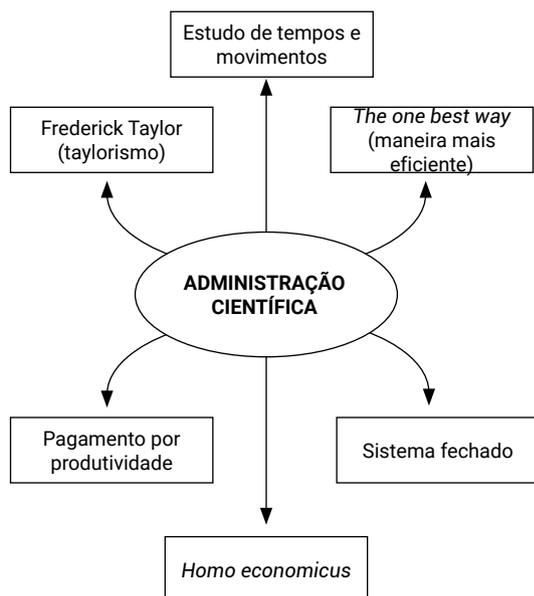 Estudo de tempos e
movimentos
Frederick Taylor
(taylorismo)
The one best way
(maneira mais
eficiente)
ADMINISTRAÇÃO
CIENTÍFICA
Pagamento por
produtividade
Sistema fechado
Homo economicus